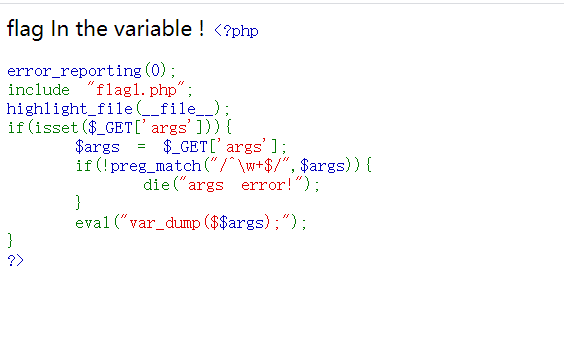 flag In the variable ! <?php
error_reporting(0);
include "flag1.php";
highlight_file(__file__);
if(isset($_GET['args'])){
$args = $_GET['args'];
if(!preg_match("/^\w+$/",$args)){
die("args error!");
}
eval("var_dump($$args);");
}
?>